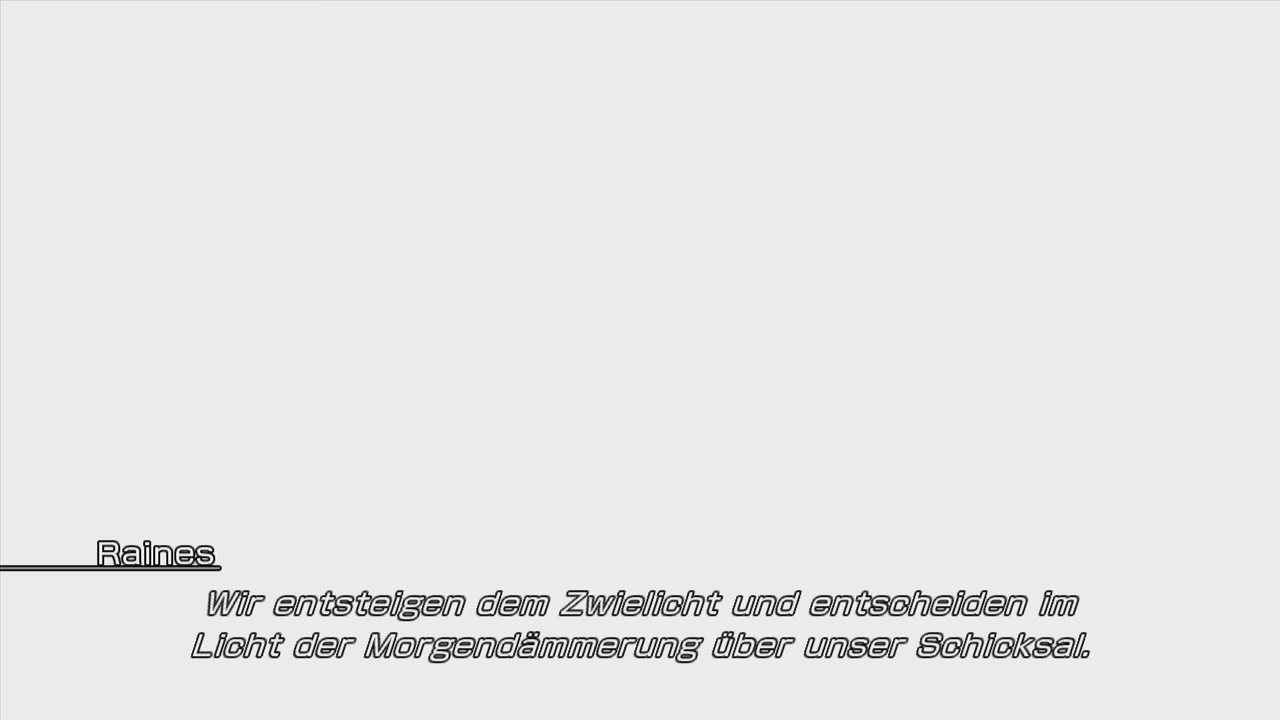 Raines
Wir entsteigen dem Zwielicht und entscheiden im
Licht der Morgendämmerung über unser Schicksal.